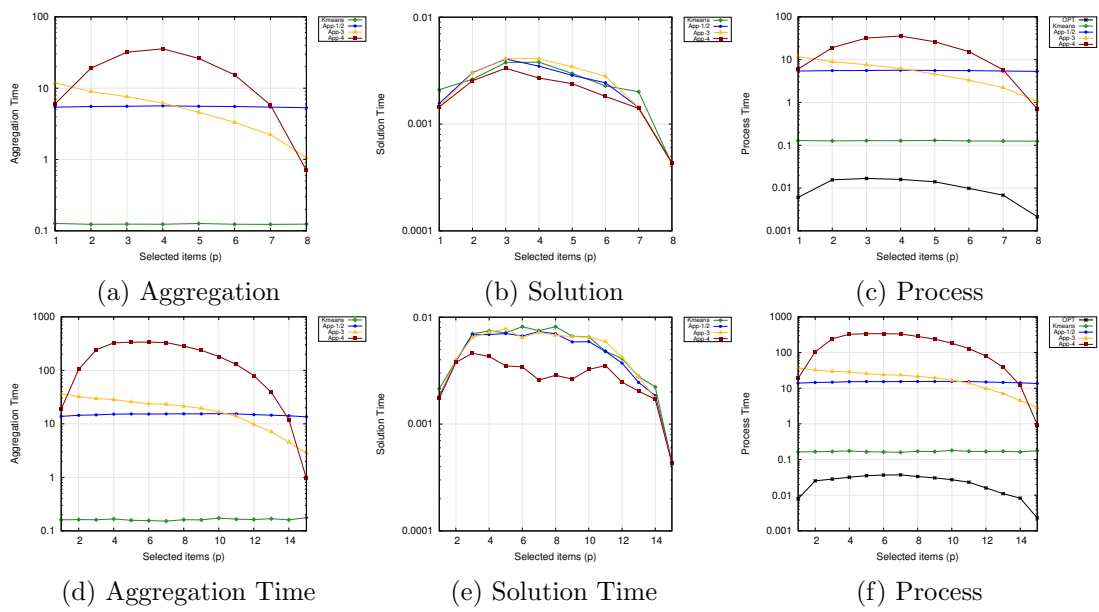 Aggregation Time
100
10
1
0.1
1 2 3 4 5 6 7 8
Selected items (p)
Kmeans
App-1/2
App-3
App-4
(a) Aggregation
Solution Time
0.01
0.001
0.0001
1 2 3 4 5 6 7 8
Selected items (p)
Kmeans
App-1/2
App-3
App-4
(b) Solution
Process Time
100
10
1
0.1
0.01
0.001
1 2 3 4 5 6 7 8
Selected items (p)
OPT
Kmeans
App-1/2
App-3
App-4
(c) Process
Aggregation Time
1000
100
10
1
0.1
2 4 6 8 10 12 14
Selected items (p)
Kmeans
App-1/2
App-3
App-4
(d) Aggregation Time
Solution Time
0.01
0.001
0.0001
2 4 6 8 10 12 14
Selected items (p)
Kmeans
App-1/2
App-3
App-4
(e) Solution Time
Process Time
1000
100
10
1
0.1
0.01
0.001
2 4 6 8 10 12 14
Selected items (p)
OPT
Kmeans
App-1/2
App-3
App-4
(f) Process